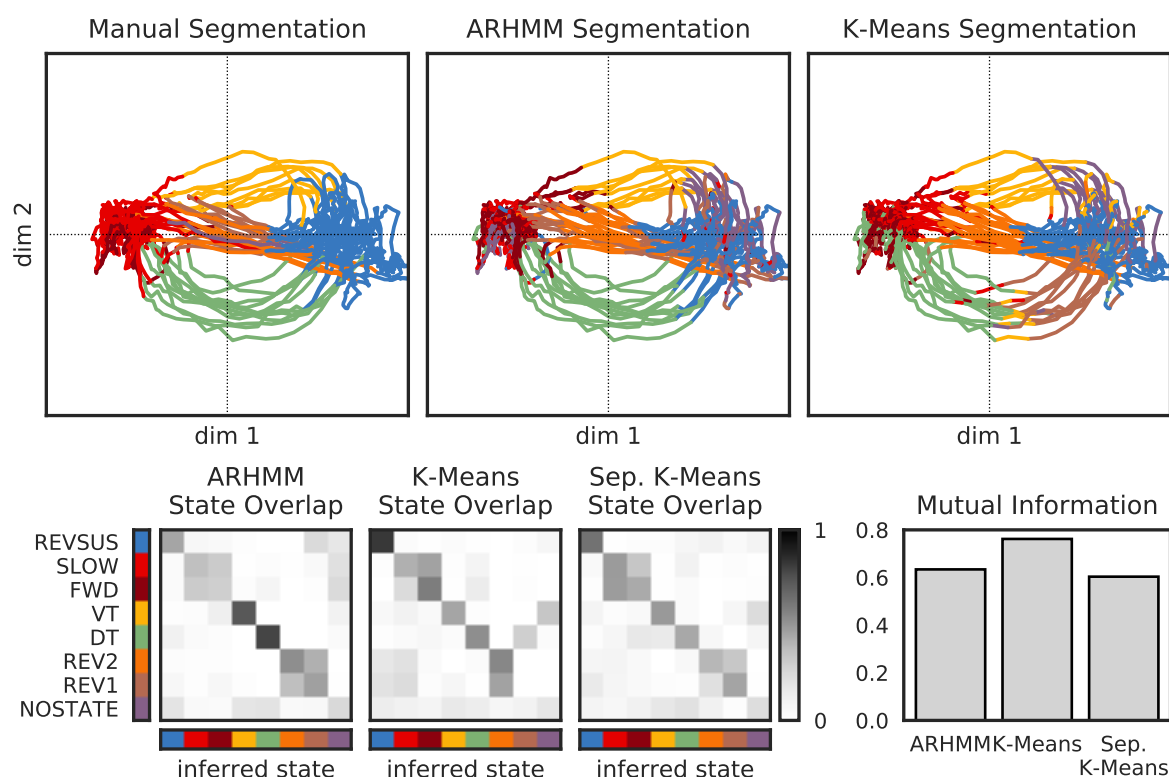 Manual Segmentation
ARHMM Segmentation
K-Means Segmentation
dim 2
dim 1
dim 1
dim 1
ARHMM
State Overlap
K-Means
State Overlap
Sep. K-Means
State Overlap
Mutual Information
REVSUS
SLOW
FWD
VT
DT
REV2
REV1
NOSTATE
inferred state
inferred state
inferred state
1
0
0.8
0.6
0.4
0.2
0.0
ARHMM
K-Means
Sep.
K-Means